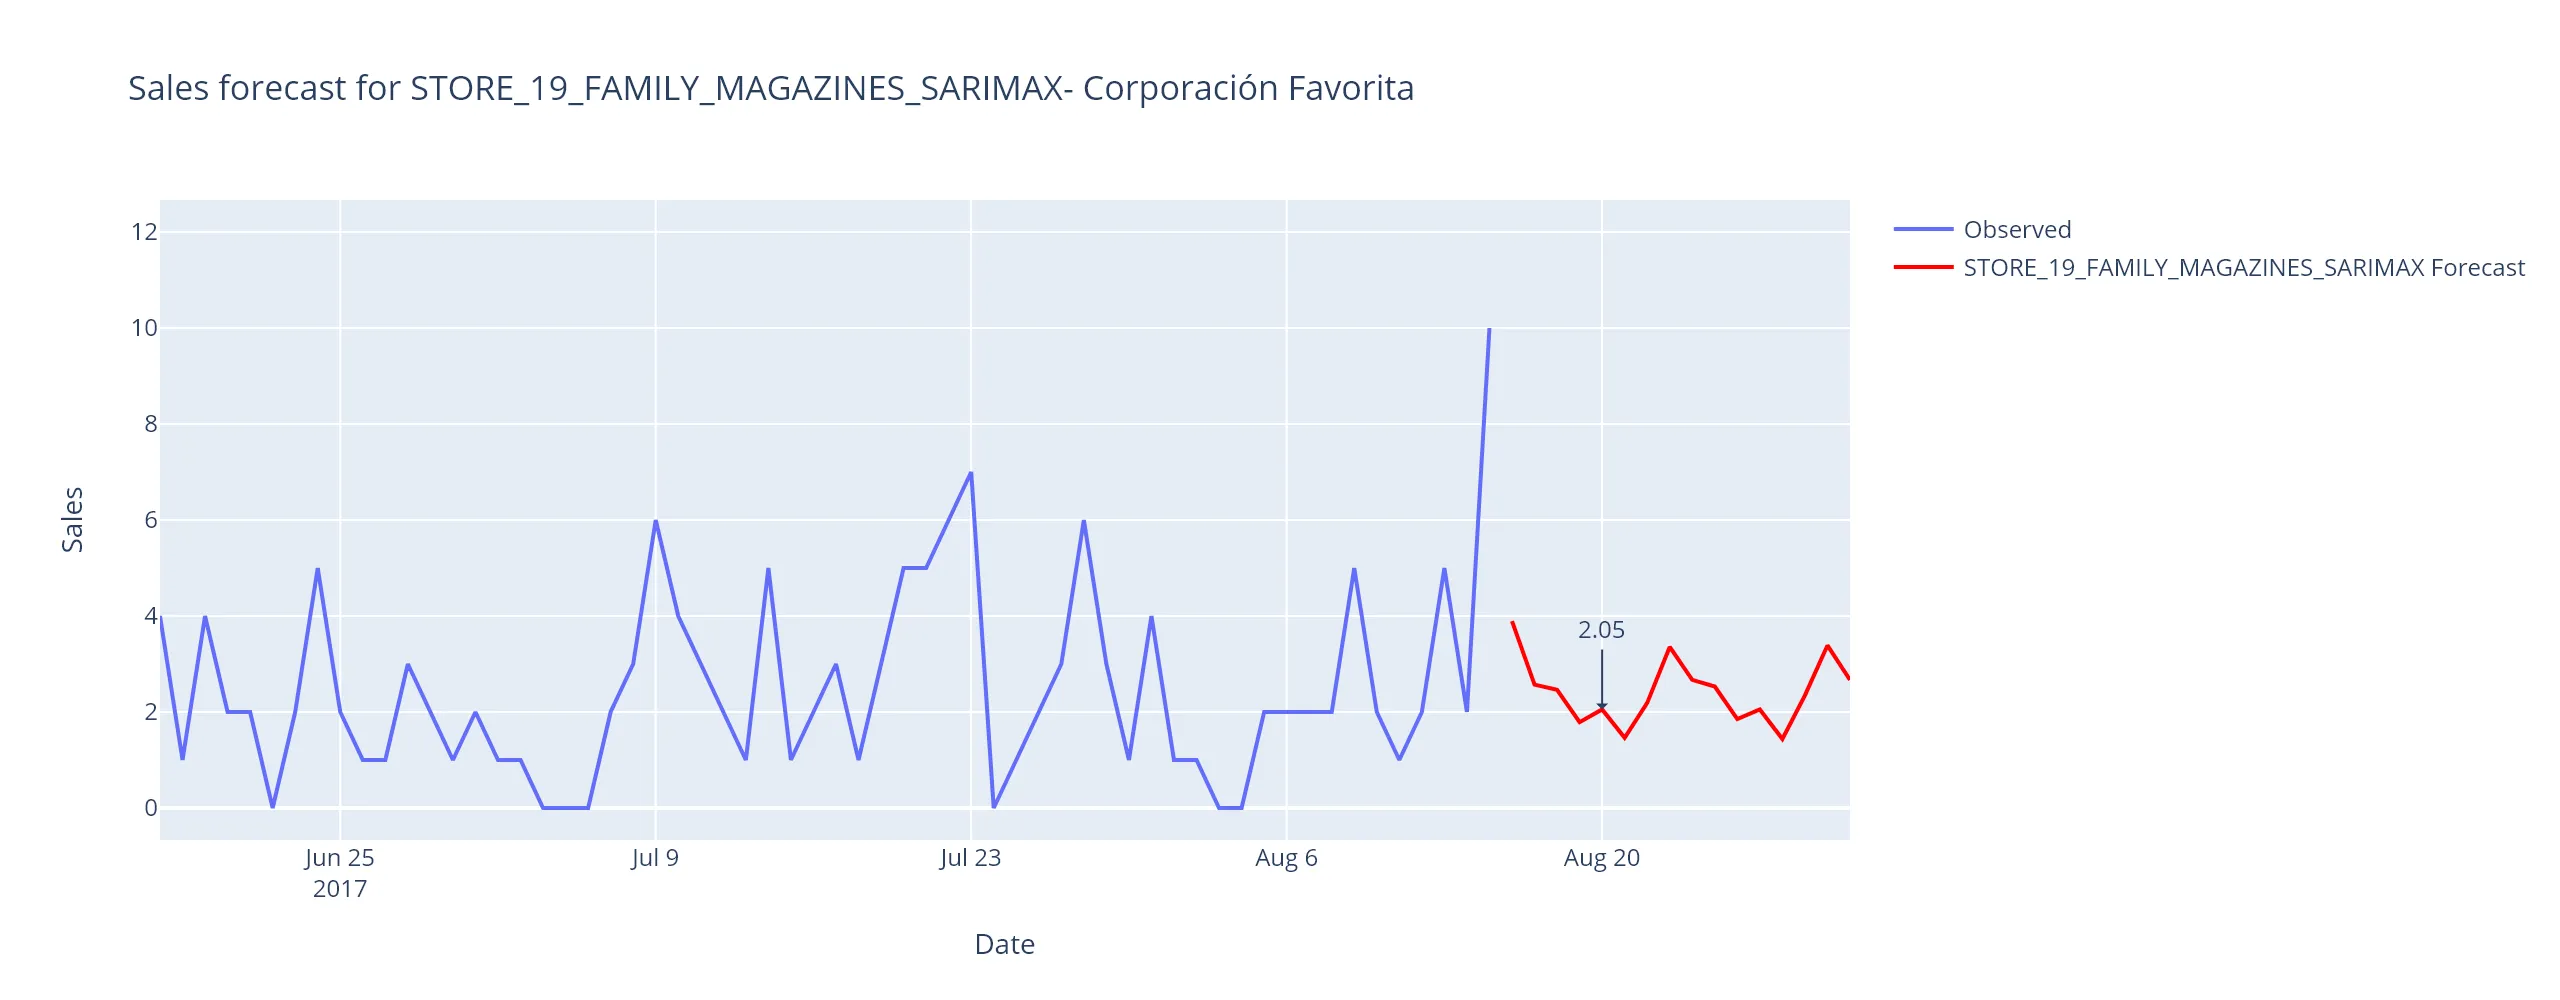 Sales forecast for STORE_19_FAMILY_MAGAZINES_SARIMAX- Corporación Favorita
Observed
STORE_19_FAMILY_MAGAZINES_SARIMAX Forecast
12
10
8
6
4
2
0
Sales
2.05
Jun 25
2017
Jul 9
Jul 23
Aug 6
Aug 20
Date